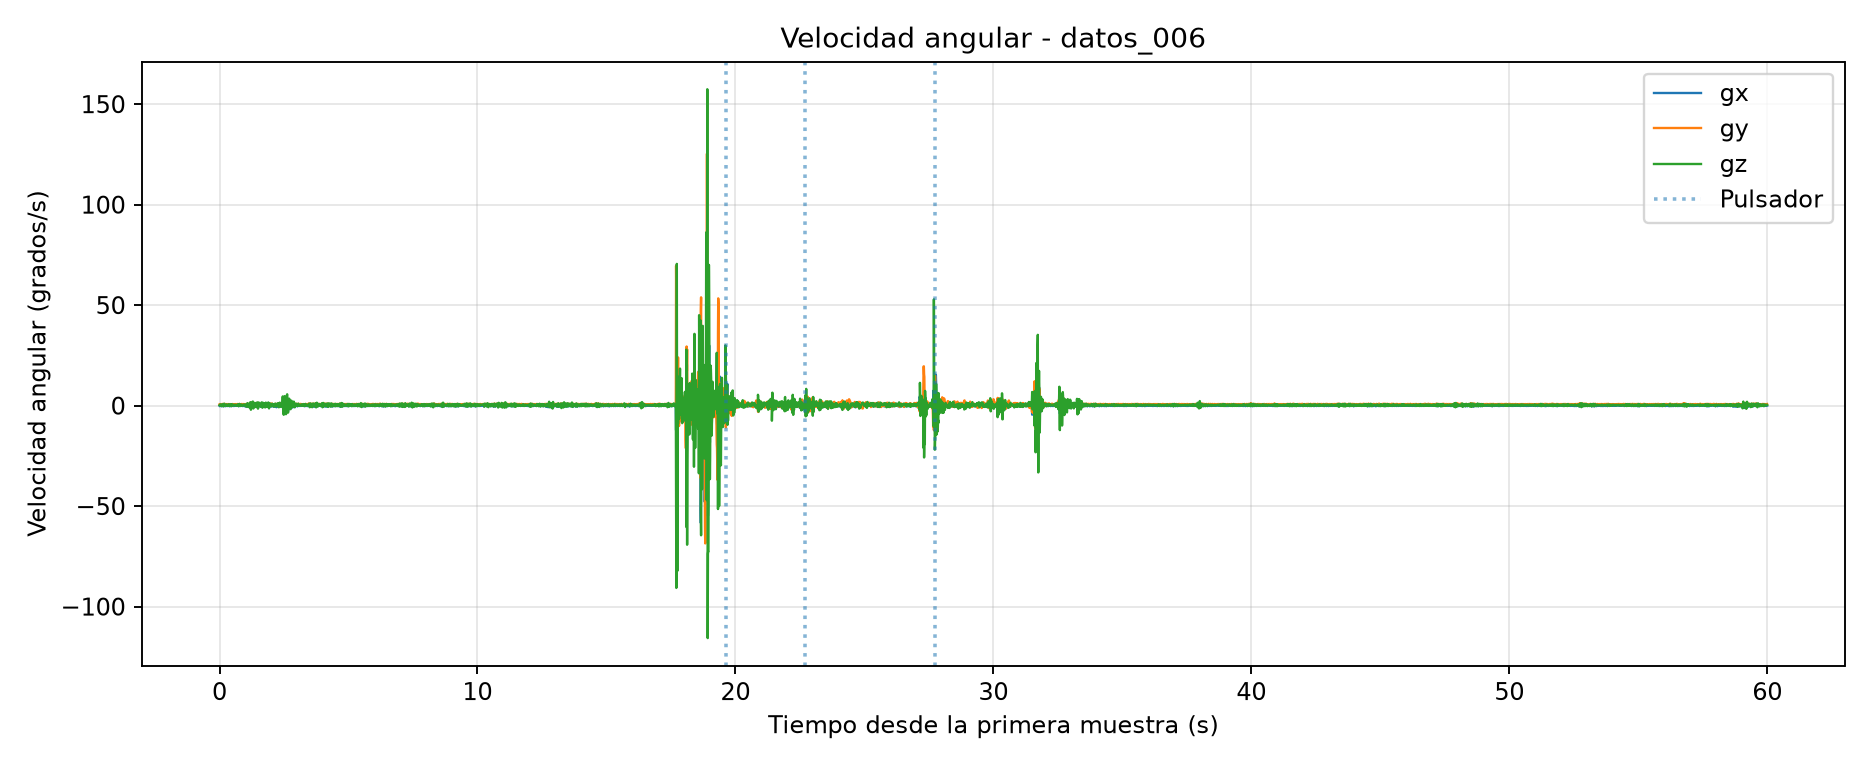 Velocidad angular - datos_006
Velocidad angular (grados/s)
150
100
50
0
−50
−100
gx
gy
gz
Pulsador
0 10 20 30 40 50 60
Tiempo desde la primera muestra (s)